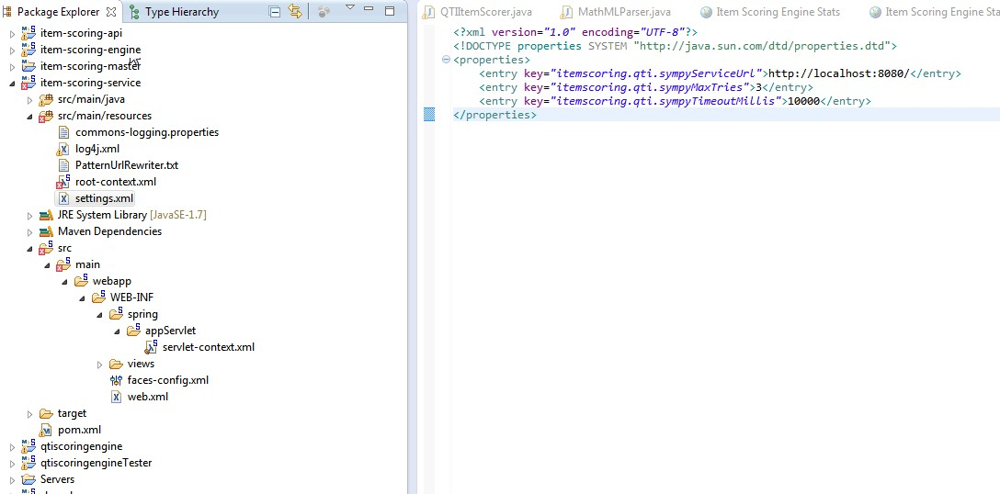 Package Explorer
Type Hierarchy
item-scoring-api
item-scoring-engine
item-scoring-master
item-scoring-service
src/main/java
src/main/resources
commons-logging.properties
log4j.xml
PatternUrlRewriter.txt
root-context.xml
settings.xml
JRE System Library [JavaSE-1.7]
Maven Dependencies
src
main
webapp
WEB-INF
spring
appServlet
servlet-context.xml
views
faces-config.xml
web.xml
target
pom.xml
qtiscoringengine
qtiscoringengineTester
Servers
QTIItemScorer.java
MathMLParser.java
Item Scoring Engine Stats
Item Scoring Engine Sta
<?xml version="1.0" encoding="UTF-8"?>
<!DOCTYPE properties SYSTEM "http://java.sun.com/dtd/properties.dtd">
<properties>
<entry key="itemscoring.qti.sympyServiceUrl">http://localhost:8080/</entry>
<entry key="itemscoring.qti.sympyMaxTries">3</entry>
<entry key="itemscoring.qti.sympyTimeoutMillis">10000</entry>
</properties>